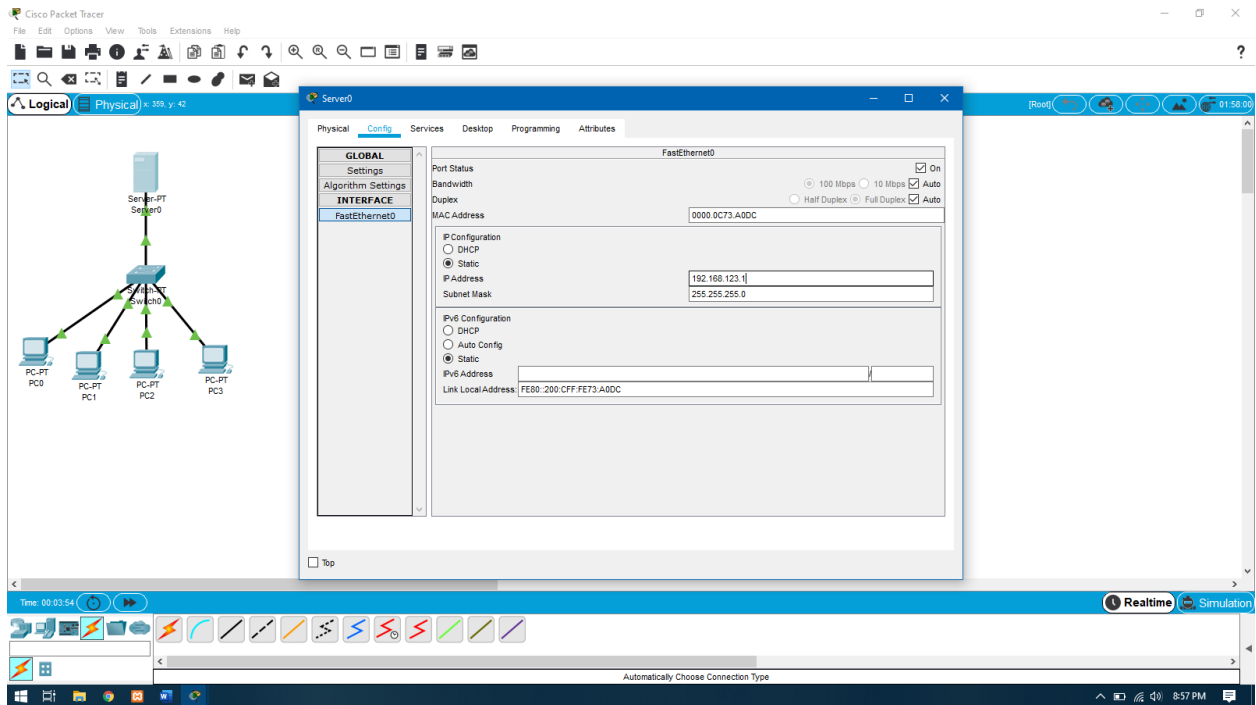 Cisco Packet Tracer
File Edit Options View Tools Extensions Help
?
Logical Physical x: 359, y: 42
[Root] 01:58:00
Server-PT
Server0
Switch-PT
Switch0
PC-PT
PC0
PC-PT
PC1
PC-PT
PC2
PC-PT
PC3
Server0
Physical Config Services Desktop Programming Attributes
GLOBAL
Settings
Algorithm Settings
INTERFACE
FastEthernet0
FastEthernet0
Port Status On
Bandwidth 100 Mbps 10 Mbps Auto
Duplex Half Duplex Full Duplex Auto
MAC Address 0000.0C73.A0DC
IP Configuration
DHCP
Static
IP Address 192.168.123.1
Subnet Mask 255.255.255.0
IPv6 Configuration
DHCP
Auto Config
Static
IPv6 Address /
Link Local Address: FE80::200:CFF:FE73:A0DC
Top
Time: 00:03:54
Realtime Simulation
Automatically Choose Connection Type
8:57 PM